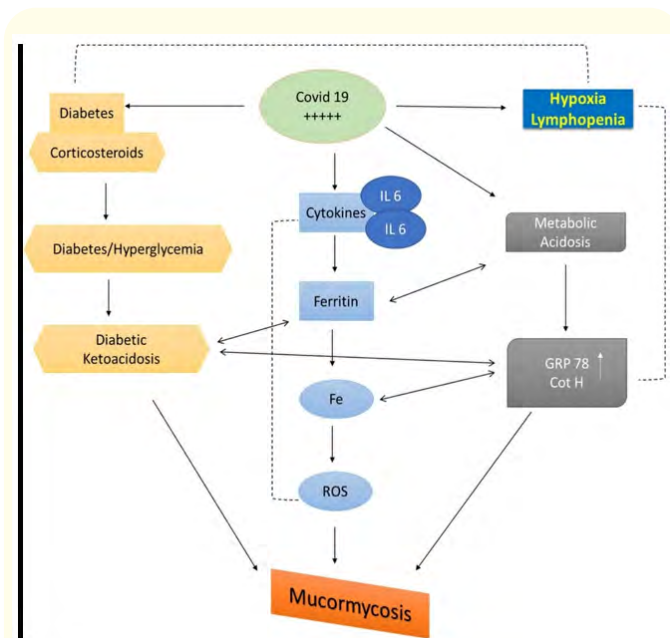 Covid 19
+++++
Diabetes
Corticosteroids
Hypoxia
Lymphopenia
IL 6
Cytokines
IL 6
Metabolic
Acidosis
Diabetes/Hyperglycemia
Ferritin
Diabetic
Ketoacidosis
GRP 78
Cot H
Fe
ROS
Mucormycosis